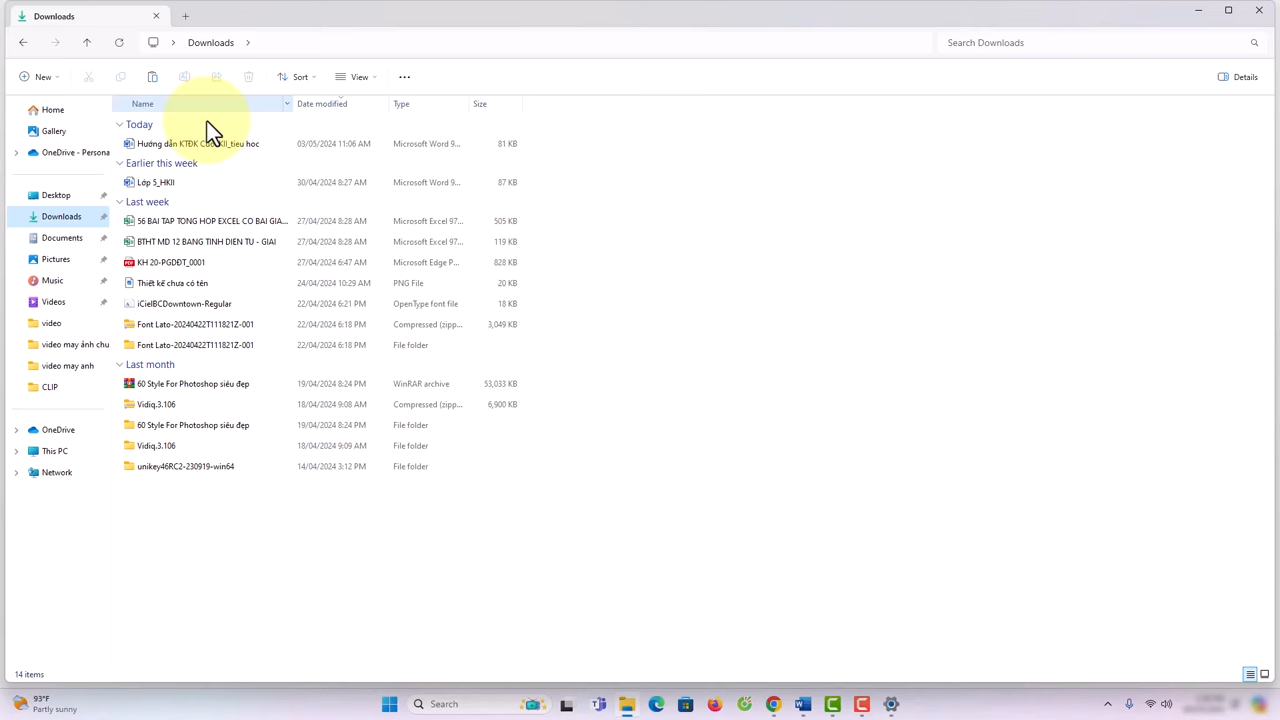 Downloads
Downloads
Search Downloads
New
Sort
View
Details
Name Date modified Type Size
Home
Gallery
OneDrive - Persona
Desktop
Downloads
Documents
Pictures
Music
Videos
video
video may ảnh chu
video may anh
CLIP
OneDrive
This PC
Network
Today
Hướng dẫn KTĐK KII_tieu hoc 03/05/2024 11:06 AM Microsoft Word 9... 81 KB
Earlier this week
Lớp 5_HKII 30/04/2024 8:27 AM Microsoft Word 9... 87 KB
Last week
56 BAI TAP TONG HOP EXCEL CO BAI GIA... 27/04/2024 8:28 AM Microsoft Excel 97... 505 KB
BTHT MD 12 BANG TINH DIEN TU - GIAI 27/04/2024 8:28 AM Microsoft Excel 97... 119 KB
KH 20-PGDĐT_0001 27/04/2024 6:47 AM Microsoft Edge P... 828 KB
Thiết kế chưa có tên 24/04/2024 10:29 AM PNG File 20 KB
iCielBCDowntown-Regular 22/04/2024 6:21 PM OpenType font file 18 KB
Font Lato-20240422T111821Z-001 22/04/2024 6:18 PM Compressed (zipp... 3,049 KB
Font Lato-20240422T111821Z-001 22/04/2024 6:18 PM File folder
Last month
60 Style For Photoshop siêu đẹp 19/04/2024 8:24 PM WinRAR archive 53,033 KB
Vidiq.3.106 18/04/2024 9:08 AM Compressed (zipp... 6,900 KB
60 Style For Photoshop siêu đẹp 19/04/2024 8:24 PM File folder
Vidiq.3.106 18/04/2024 9:09 AM File folder
unikey46RC2-230919-win64 14/04/2024 3:12 PM File folder
14 items
93°F
Partly sunny
Search